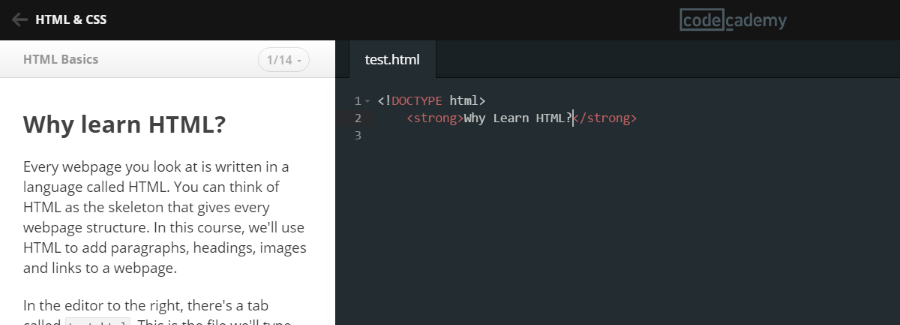 HTML & CSS
codecademy
HTML Basics
1/14
test.html
Why learn HTML?
Every webpage you look at is written in a
language called HTML. You can think of
HTML as the skeleton that gives every
webpage structure. In this course, we'll use
HTML to add paragraphs, headings, images
and links to a webpage.
In the editor to the right, there's a tab
called test.html. This is the file we'll type
1 <!DOCTYPE html>
2 <strong>Why Learn HTML?</strong>
3